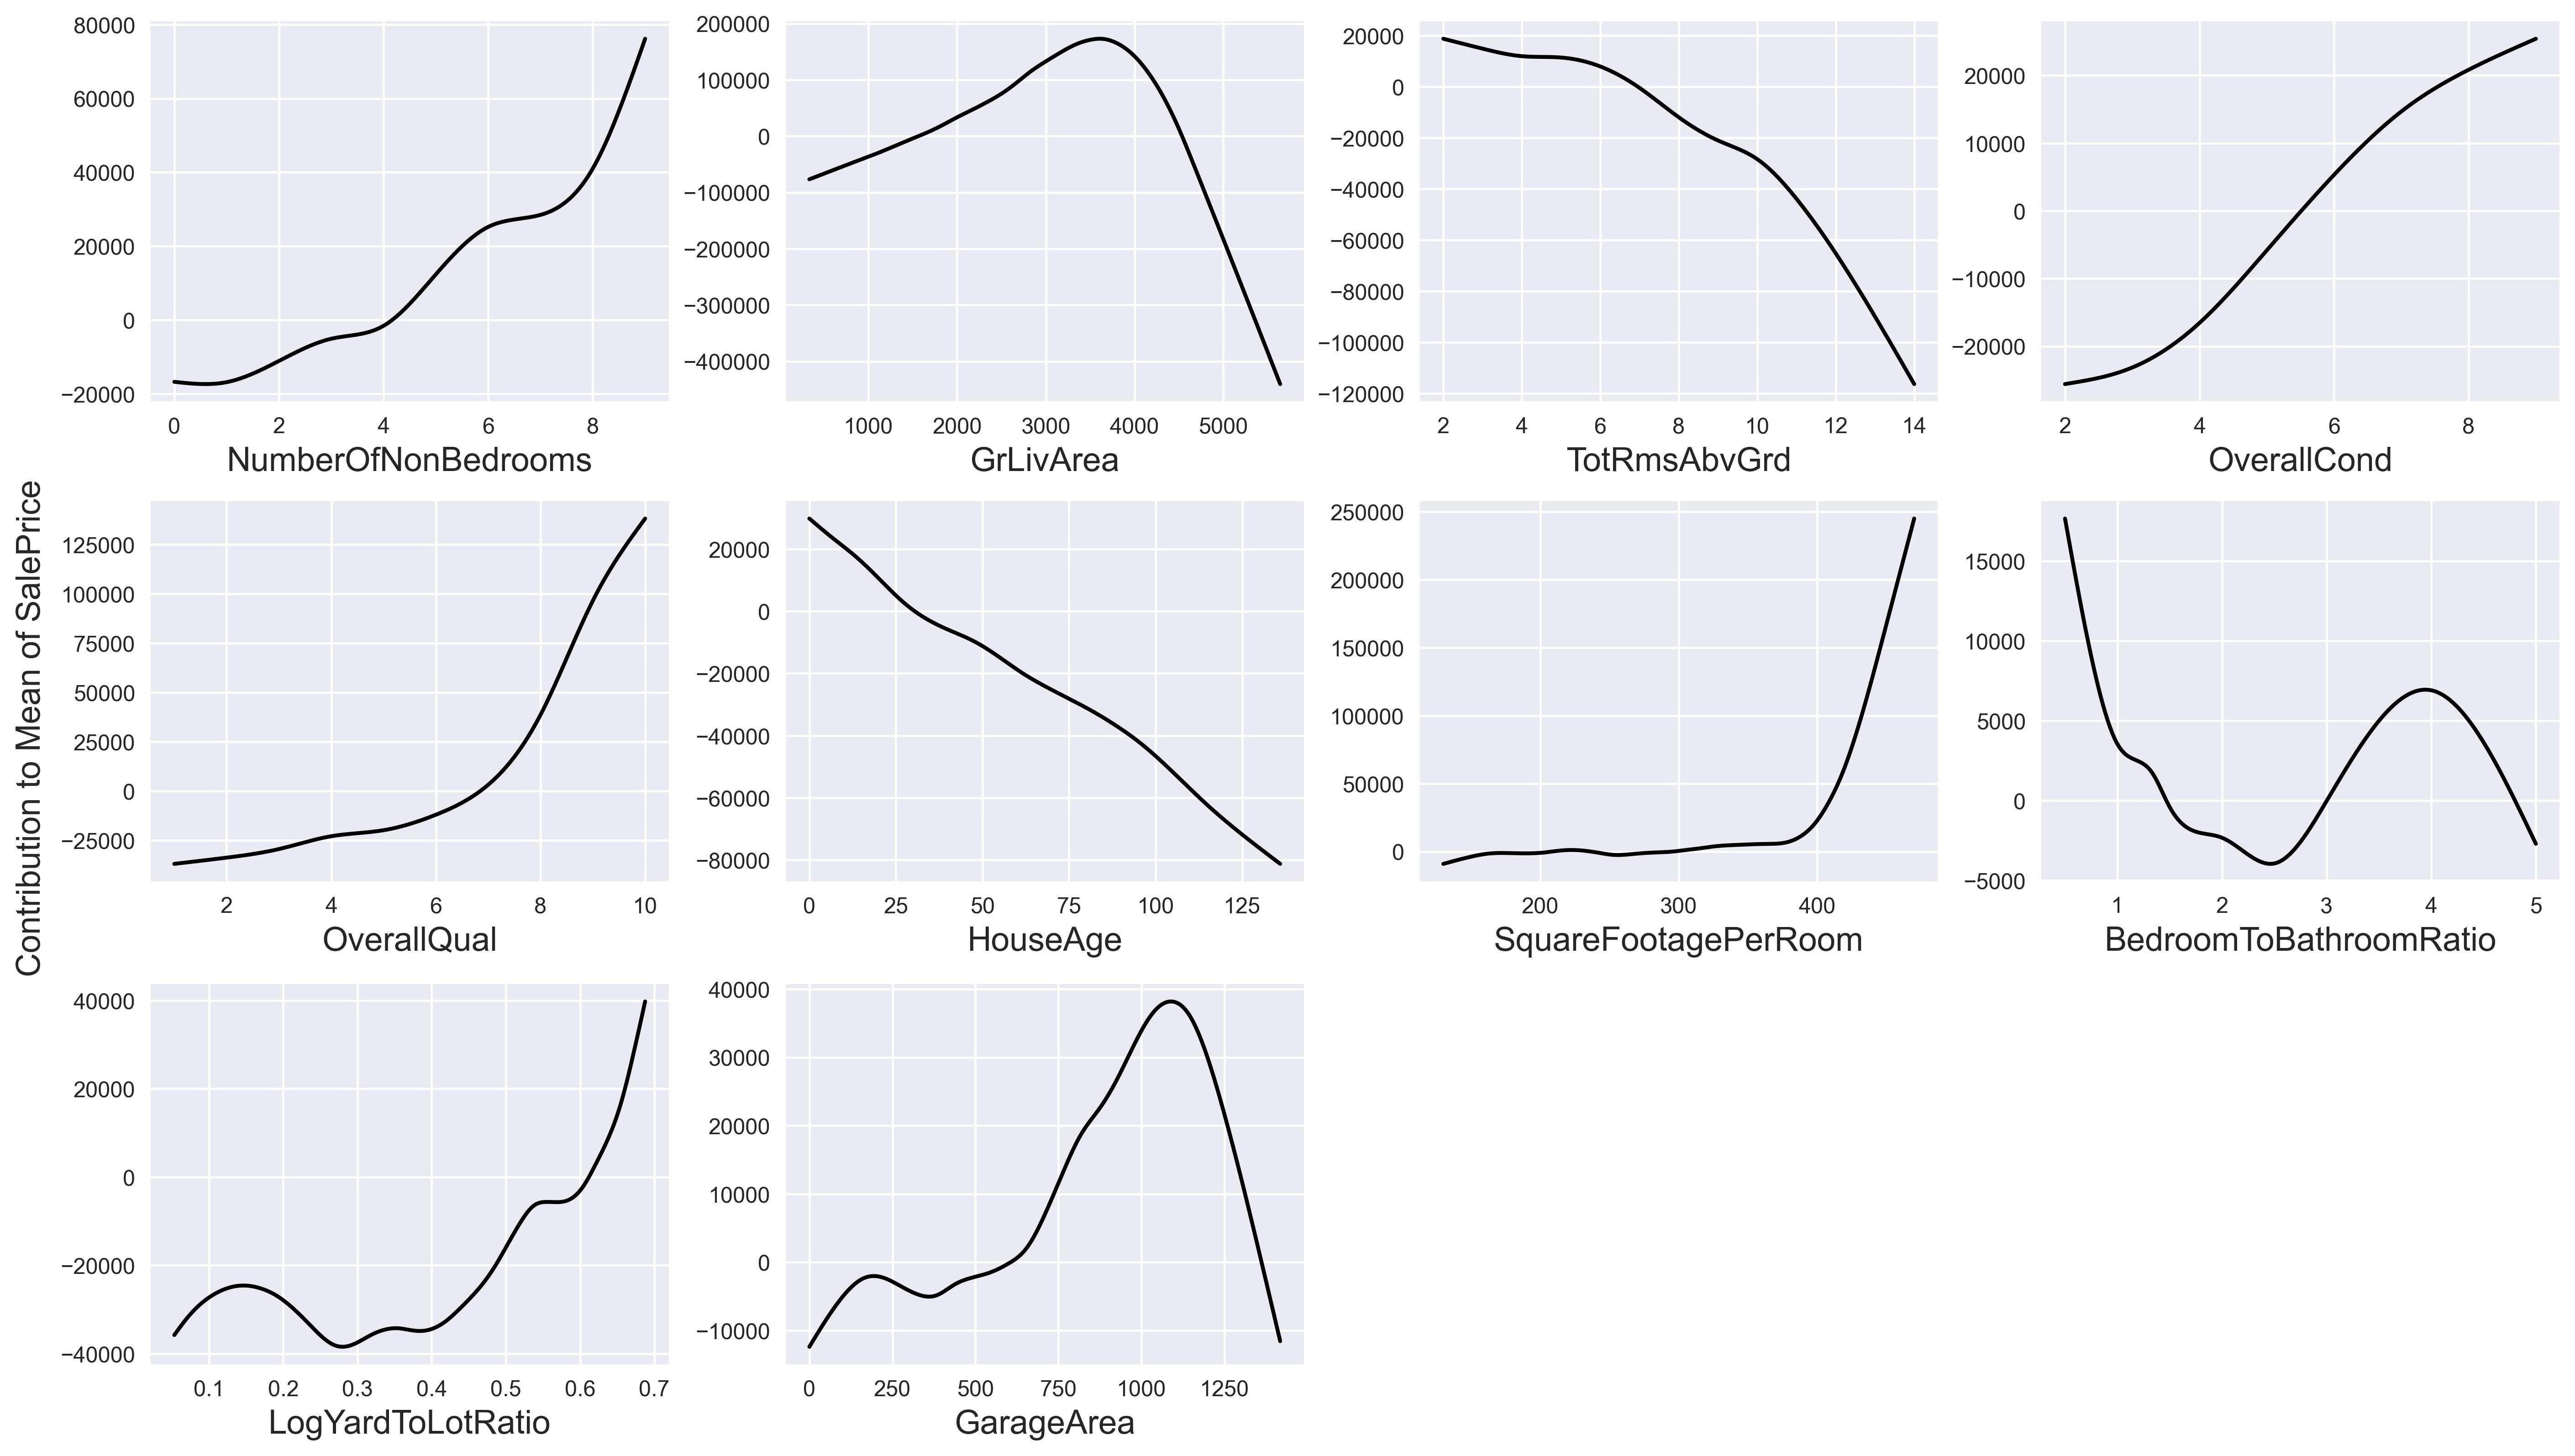 Contribution to Mean of SalePrice
80000
60000
40000
20000
0
−20000
0 2 4 6 8
NumberOfNonBedrooms
200000
100000
0
−100000
−200000
−300000
−400000
1000 2000 3000 4000 5000
GrLivArea
20000
0
−20000
−40000
−60000
−80000
−100000
−120000
2 4 6 8 10 12 14
TotRmsAbvGrd
20000
10000
0
−10000
−20000
2 4 6 8
OverallCond
125000
100000
75000
50000
25000
0
−25000
2 4 6 8 10
OverallQual
20000
0
−20000
−40000
−60000
−80000
0 25 50 75 100 125
HouseAge
250000
200000
150000
100000
50000
0
200 300 400
SquareFootagePerRoom
15000
10000
5000
0
−5000
1 2 3 4 5
BedroomToBathroomRatio
40000
20000
0
−20000
−40000
0.1 0.2 0.3 0.4 0.5 0.6 0.7
LogYardToLotRatio
40000
30000
20000
10000
0
−10000
0 250 500 750 1000 1250
GarageArea